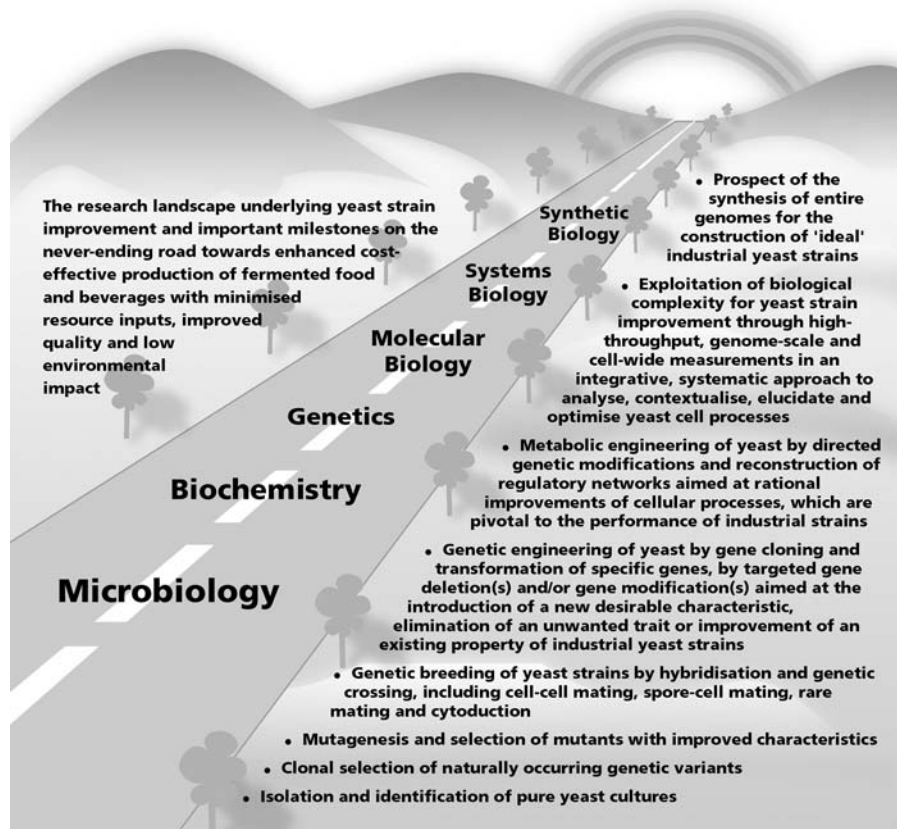 The research landscape underlying yeast strain
improvement and important milestones on the
never-ending road towards enhanced cost-
effective production of fermented food
and beverages with minimised
resource inputs, improved
quality and low
environmental
impact
Synthetic
Biology
Systems
Biology
Molecular
Biology
Genetics
Biochemistry
Microbiology
• Prospect of the
synthesis of entire
genomes for the
construction of 'ideal'
industrial yeast strains
• Exploitation of biological
complexity for yeast strain
improvement through high-
throughput, genome-scale and
cell-wide measurements in an
integrative, systematic approach to
analyse, contextualise, elucidate and
optimise yeast cell processes
• Metabolic engineering of yeast by directed
genetic modifications and reconstruction of
regulatory networks aimed at rational
improvements of cellular processes, which are
pivotal to the performance of industrial strains
• Genetic engineering of yeast by gene cloning and
transformation of specific genes, by targeted gene
deletion(s) and/or gene modification(s) aimed at the
introduction of a new desirable characteristic,
elimination of an unwanted trait or improvement of an
existing property of industrial yeast strains
• Genetic breeding of yeast strains by hybridisation and genetic
crossing, including cell-cell mating, spore-cell mating, rare
mating and cytoduction
• Mutagenesis and selection of mutants with improved characteristics
• Clonal selection of naturally occurring genetic variants
• Isolation and identification of pure yeast cultures